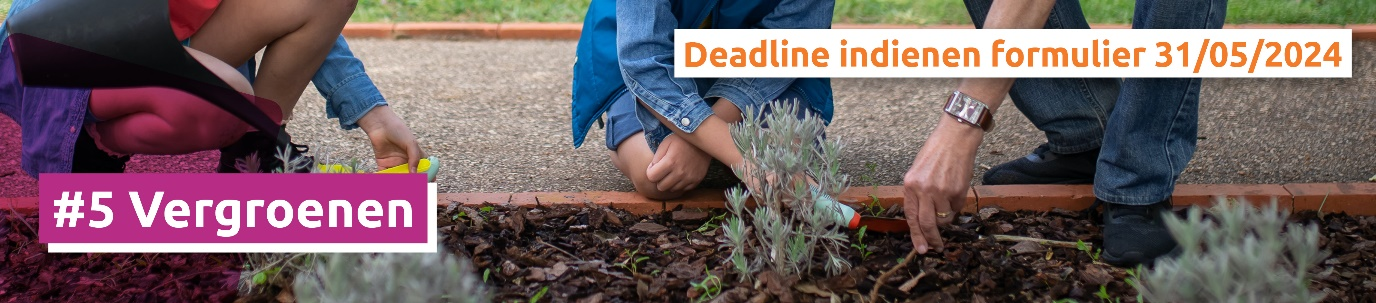 Deadline indienen formulier 31/05/2024
#5 Vergroenen